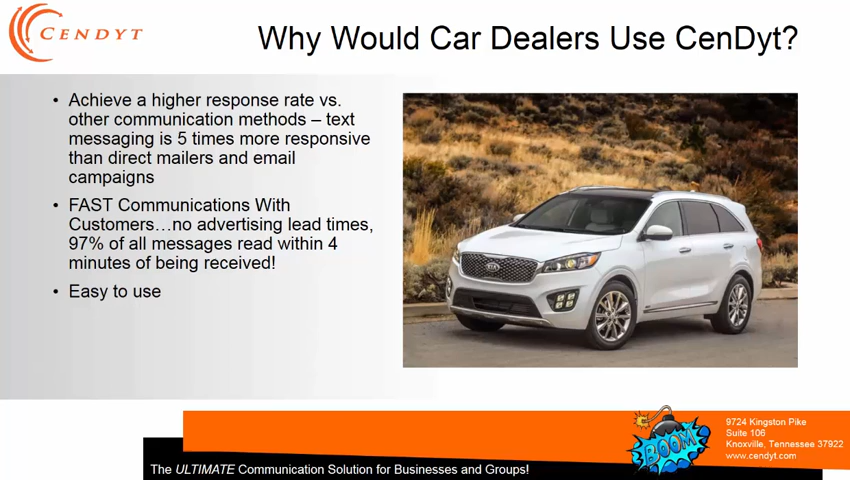 CENDYT
Why Would Car Dealers Use CenDyt?
• Achieve a higher response rate vs.
other communication methods – text
messaging is 5 times more responsive
than direct mailers and email
campaigns
• FAST Communications With
Customers…no advertising lead times,
97% of all messages read within 4
minutes of being received!
• Easy to use
KIA
BOOM
9724 Kingston Pike
Suite 106
Knoxville, Tennessee 37922
www.cendyt.com
The ULTIMATE Communication Solution for Businesses and Groups!